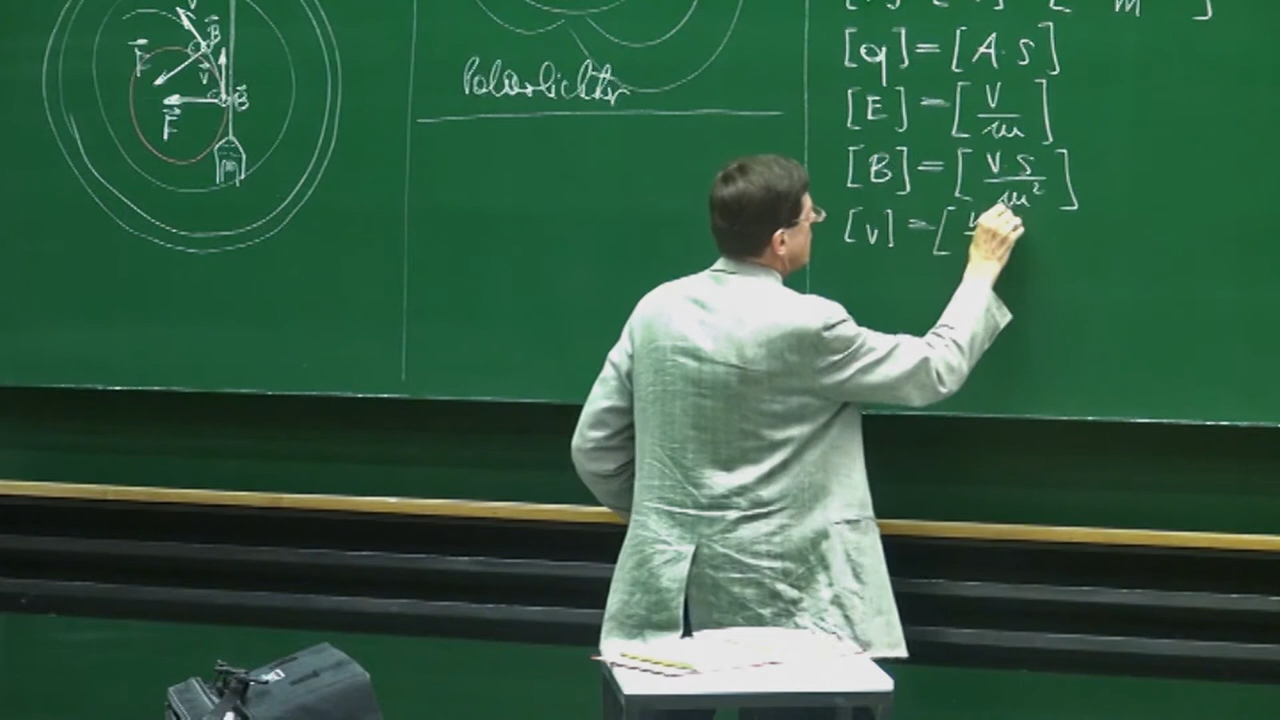 v
B⃗
F⃗
v
B⃗
F⃗
Polarlichter
m
[q] = [A·s]
[E] = [V/m]
[B] = [V·s/m²]
[v] = [